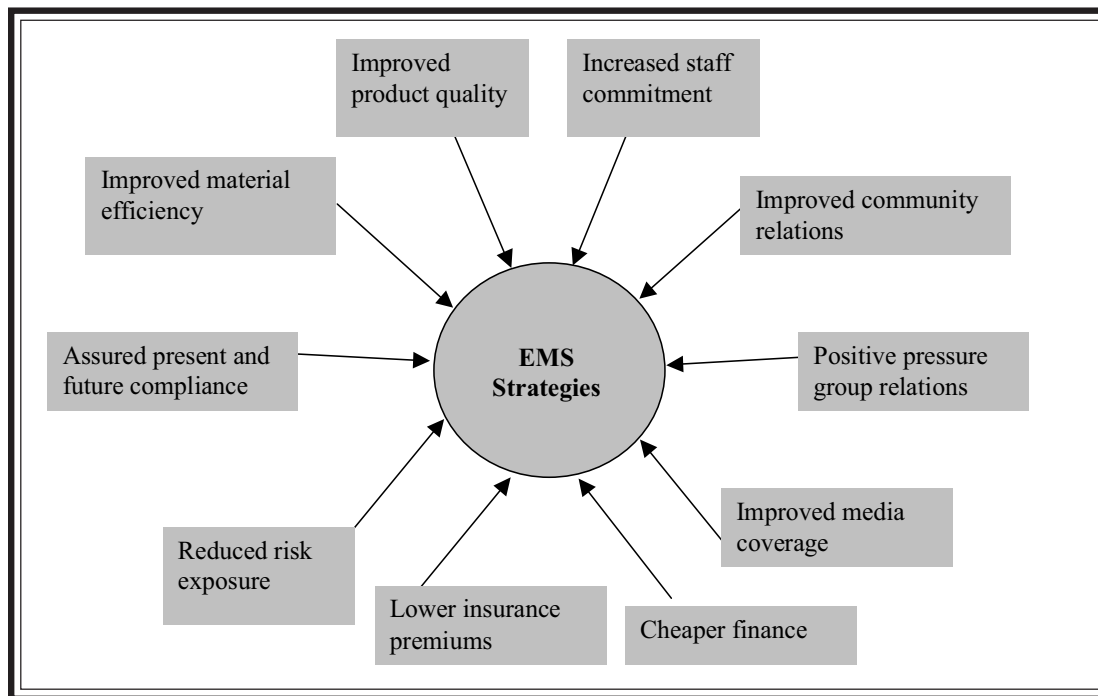 Improved
product quality
Increased staff
commitment
Improved material
efficiency
Improved community
relations
Assured present and
future compliance
EMS
Strategies
Positive pressure
group relations
Reduced risk
exposure
Improved media
coverage
Lower insurance
premiums
Cheaper finance